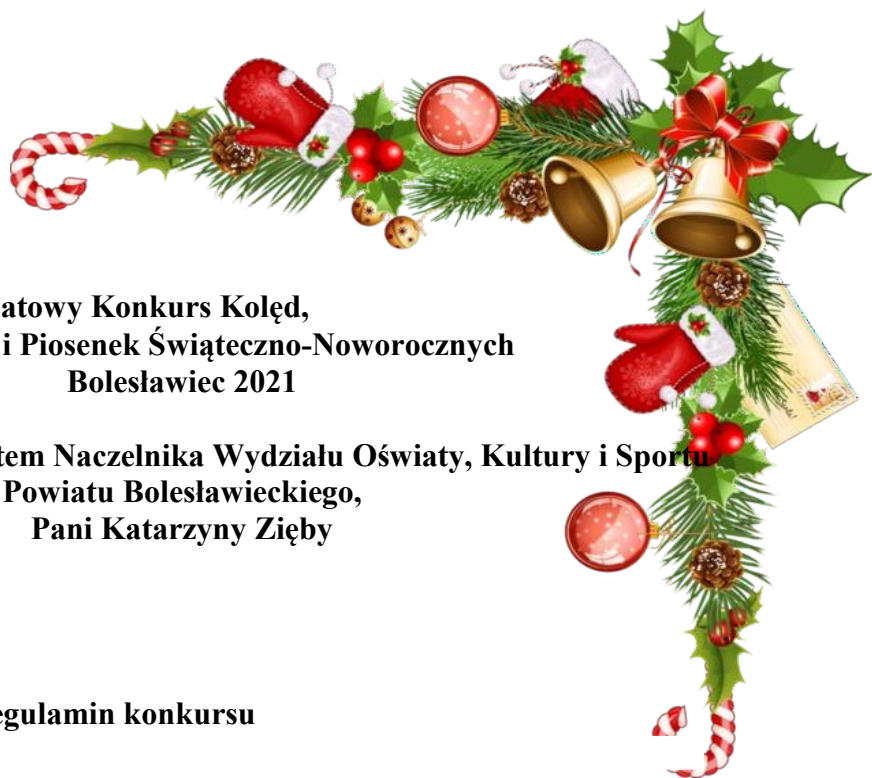 atowy Konkurs Kolęd,
i Piosenek Świąteczno-Noworocznych
Bolesławiec 2021
tem Naczelnika Wydziału Oświaty, Kultury i Sportu
Powiatu Bolesławieckiego,
Pani Katarzyny Zięby
egulamin konkursu